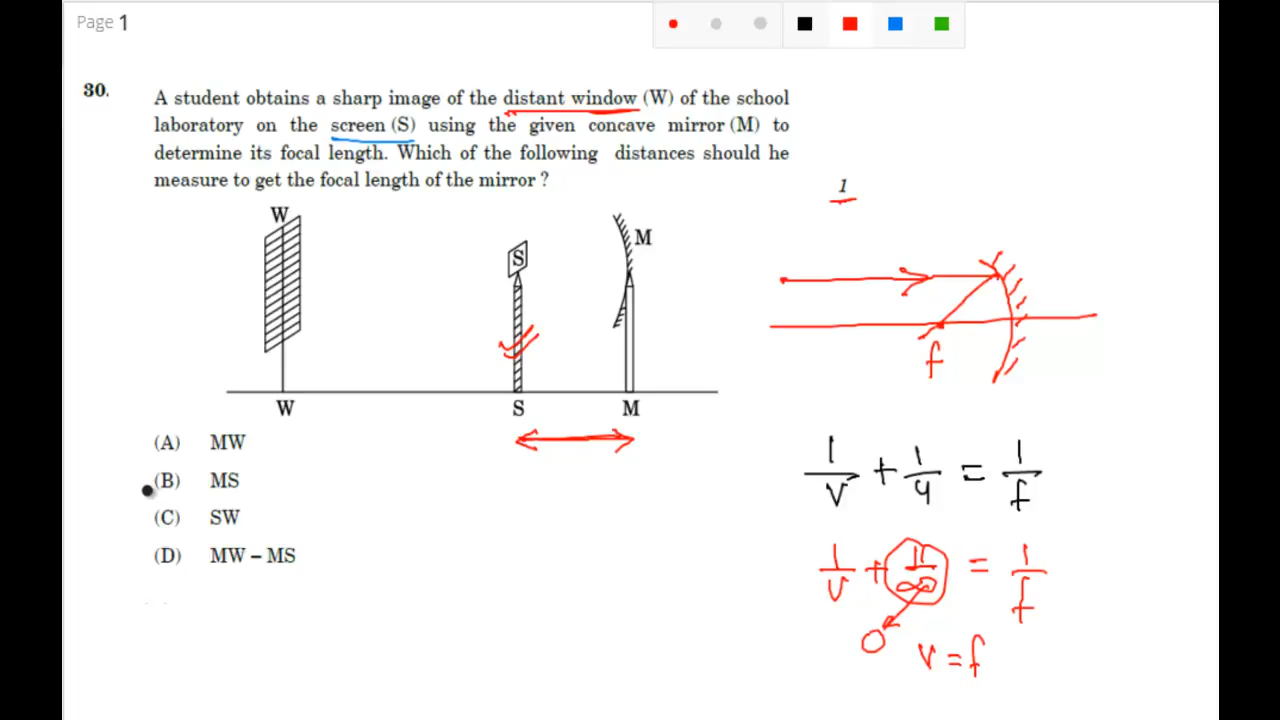 Page 1
30.
A student obtains a sharp image of the distant window (W) of the school
laboratory on the screen (S) using the given concave mirror (M) to
determine its focal length. Which of the following distances should he
measure to get the focal length of the mirror ?
1
W
S
M
W
S
M
f
(A) MW
(B) MS
(C) SW
(D) MW – MS
1/v + 1/u = 1/f
1/v + 1/∞ = 1/f
0
v = f